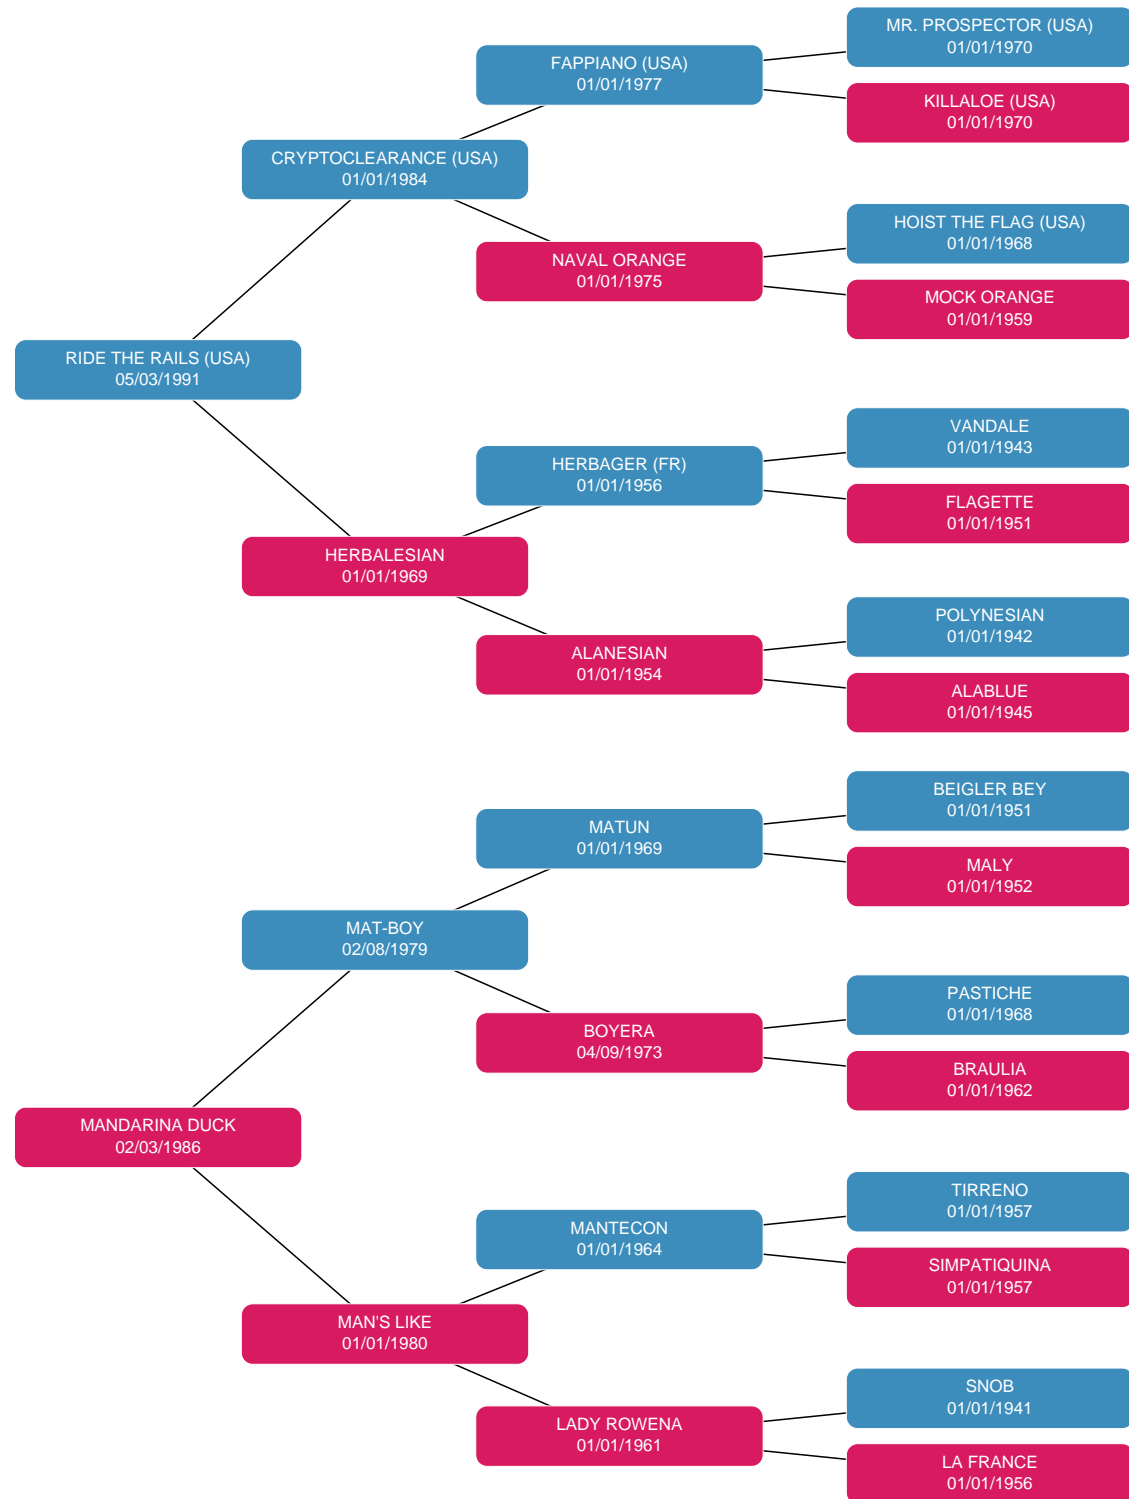 MR. PROSPECTOR (USA)
01/01/1970
FAPPIANO (USA)
01/01/1977
KILLALOE (USA)
01/01/1970
CRYPTOCLEARANCE (USA)
01/01/1984
HOIST THE FLAG (USA)
01/01/1968
NAVAL ORANGE
01/01/1975
MOCK ORANGE
01/01/1959
RIDE THE RAILS (USA)
05/03/1991
VANDALE
01/01/1943
HERBAGER (FR)
01/01/1956
FLAGETTE
01/01/1951
HERBALESIAN
01/01/1969
POLYNESIAN
01/01/1942
ALANESIAN
01/01/1954
ALABLUE
01/01/1945
BEIGLER BEY
01/01/1951
MATUN
01/01/1969
MALY
01/01/1952
MAT-BOY
02/08/1979
PASTICHE
01/01/1968
BOYERA
04/09/1973
BRAULIA
01/01/1962
MANDARINA DUCK
02/03/1986
TIRRENO
01/01/1957
MANTECON
01/01/1964
SIMPATIQUINA
01/01/1957
MAN'S LIKE
01/01/1980
SNOB
01/01/1941
LADY ROWENA
01/01/1961
LA FRANCE
01/01/1956